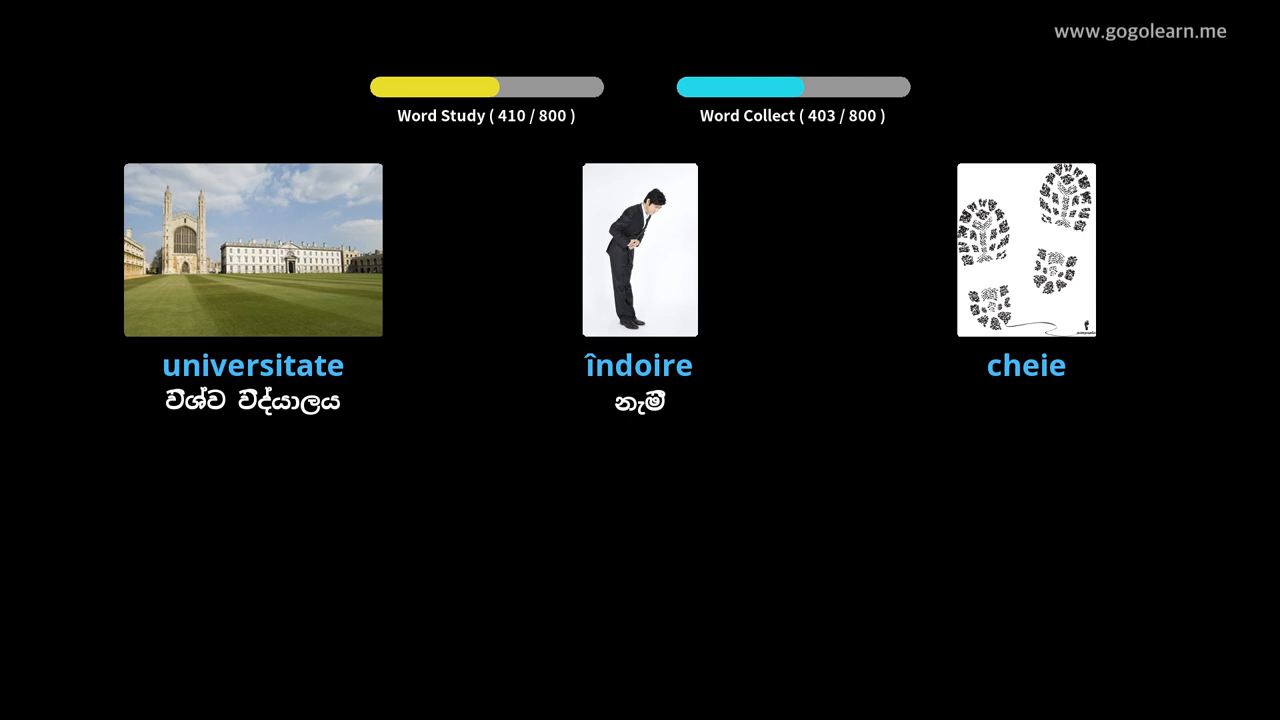 www.gogolearn.me
Word Study ( 410 / 800 )
Word Collect ( 403 / 800 )
universitate
විශ්ව විද්යාලය
îndoire
නැමී
cheie